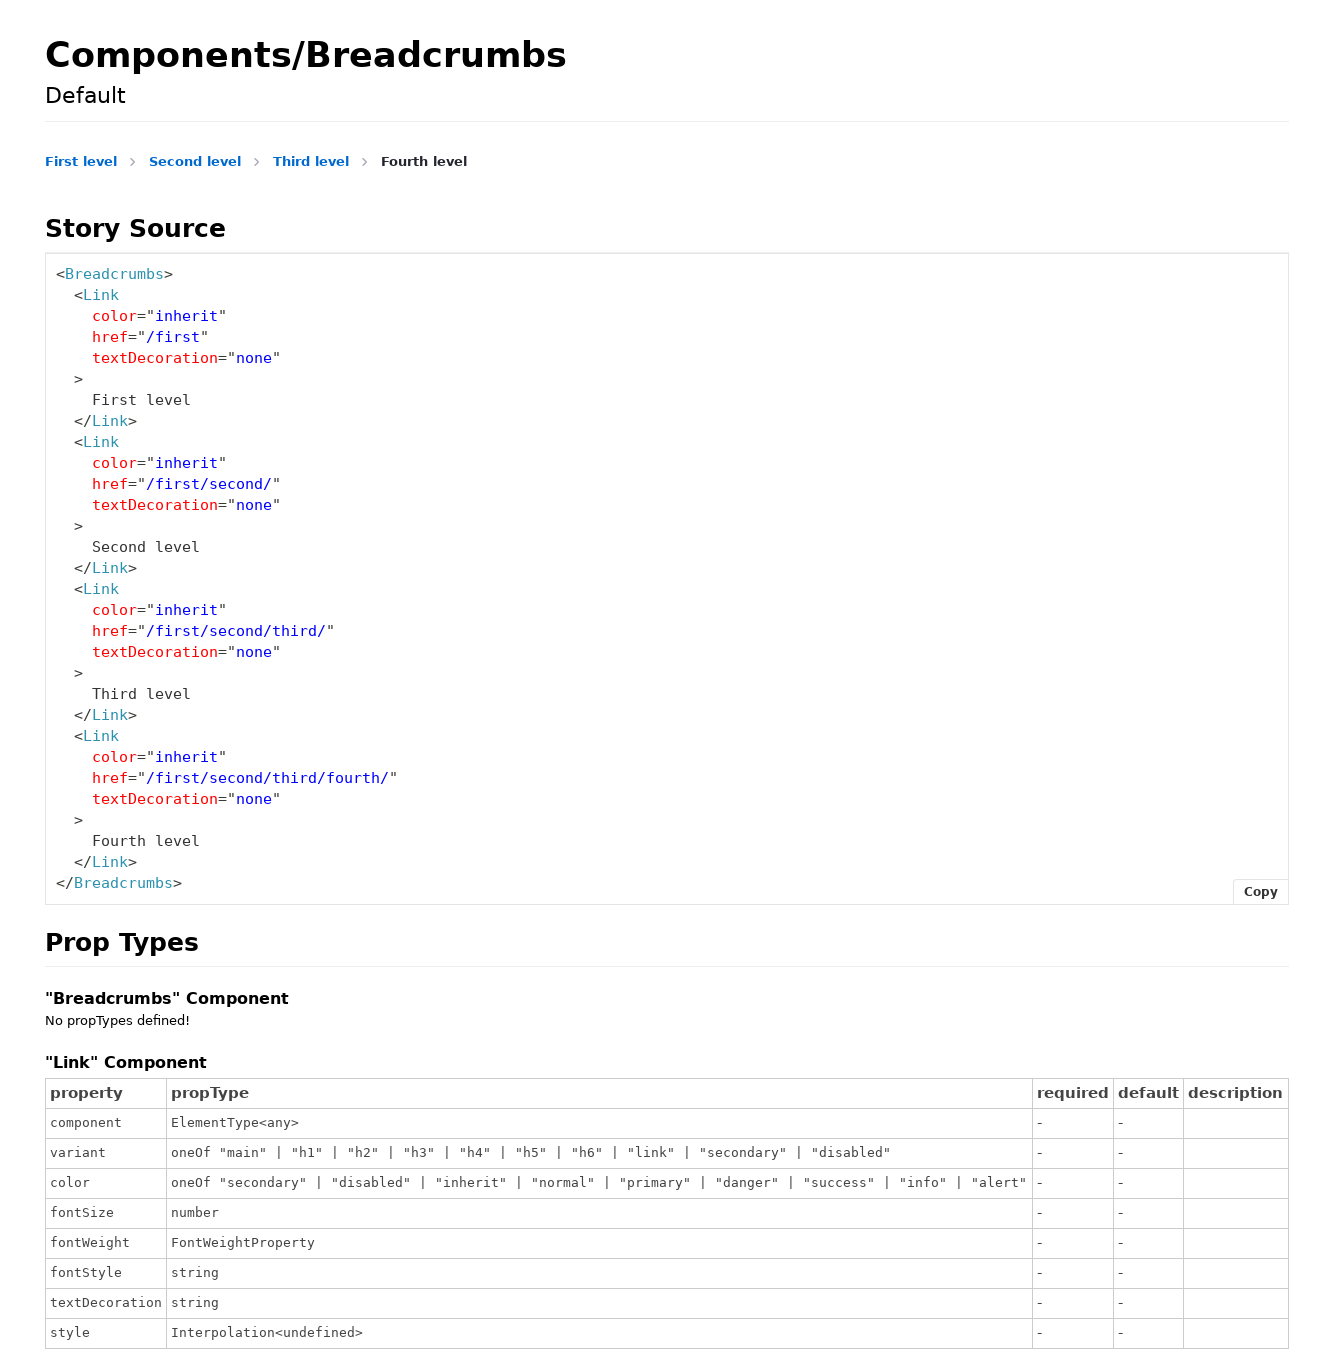 Components/Breadcrumbs
Default
First level > Second level > Third level > Fourth level
Story Source
<Breadcrumbs>
  <Link
    color="inherit"
    href="/first"
    textDecoration="none"
  >
    First level
  </Link>
  <Link
    color="inherit"
    href="/first/second/"
    textDecoration="none"
  >
    Second level
  </Link>
  <Link
    color="inherit"
    href="/first/second/third/"
    textDecoration="none"
  >
    Third level
  </Link>
  <Link
    color="inherit"
    href="/first/second/third/fourth/"
    textDecoration="none"
  >
    Fourth level
  </Link>
</Breadcrumbs>
Copy
Prop Types
"Breadcrumbs" Component
No propTypes defined!
"Link" Component
property propType required default description
component ElementType<any> - -
variant oneOf "main" | "h1" | "h2" | "h3" | "h4" | "h5" | "h6" | "link" | "secondary" | "disabled" - -
color oneOf "secondary" | "disabled" | "inherit" | "normal" | "primary" | "danger" | "success" | "info" | "alert" - -
fontSize number - -
fontWeight FontWeightProperty - -
fontStyle string - -
textDecoration string - -
style Interpolation<undefined> - -